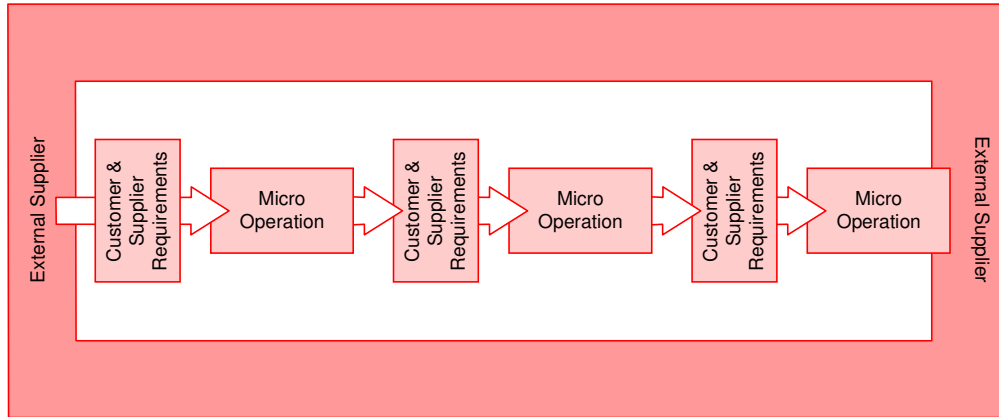 External Supplier
Customer &
Supplier
Requirements
Micro
Operation
Customer &
Supplier
Requirements
Micro
Operation
Customer &
Supplier
Requirements
Micro
Operation
External Supplier